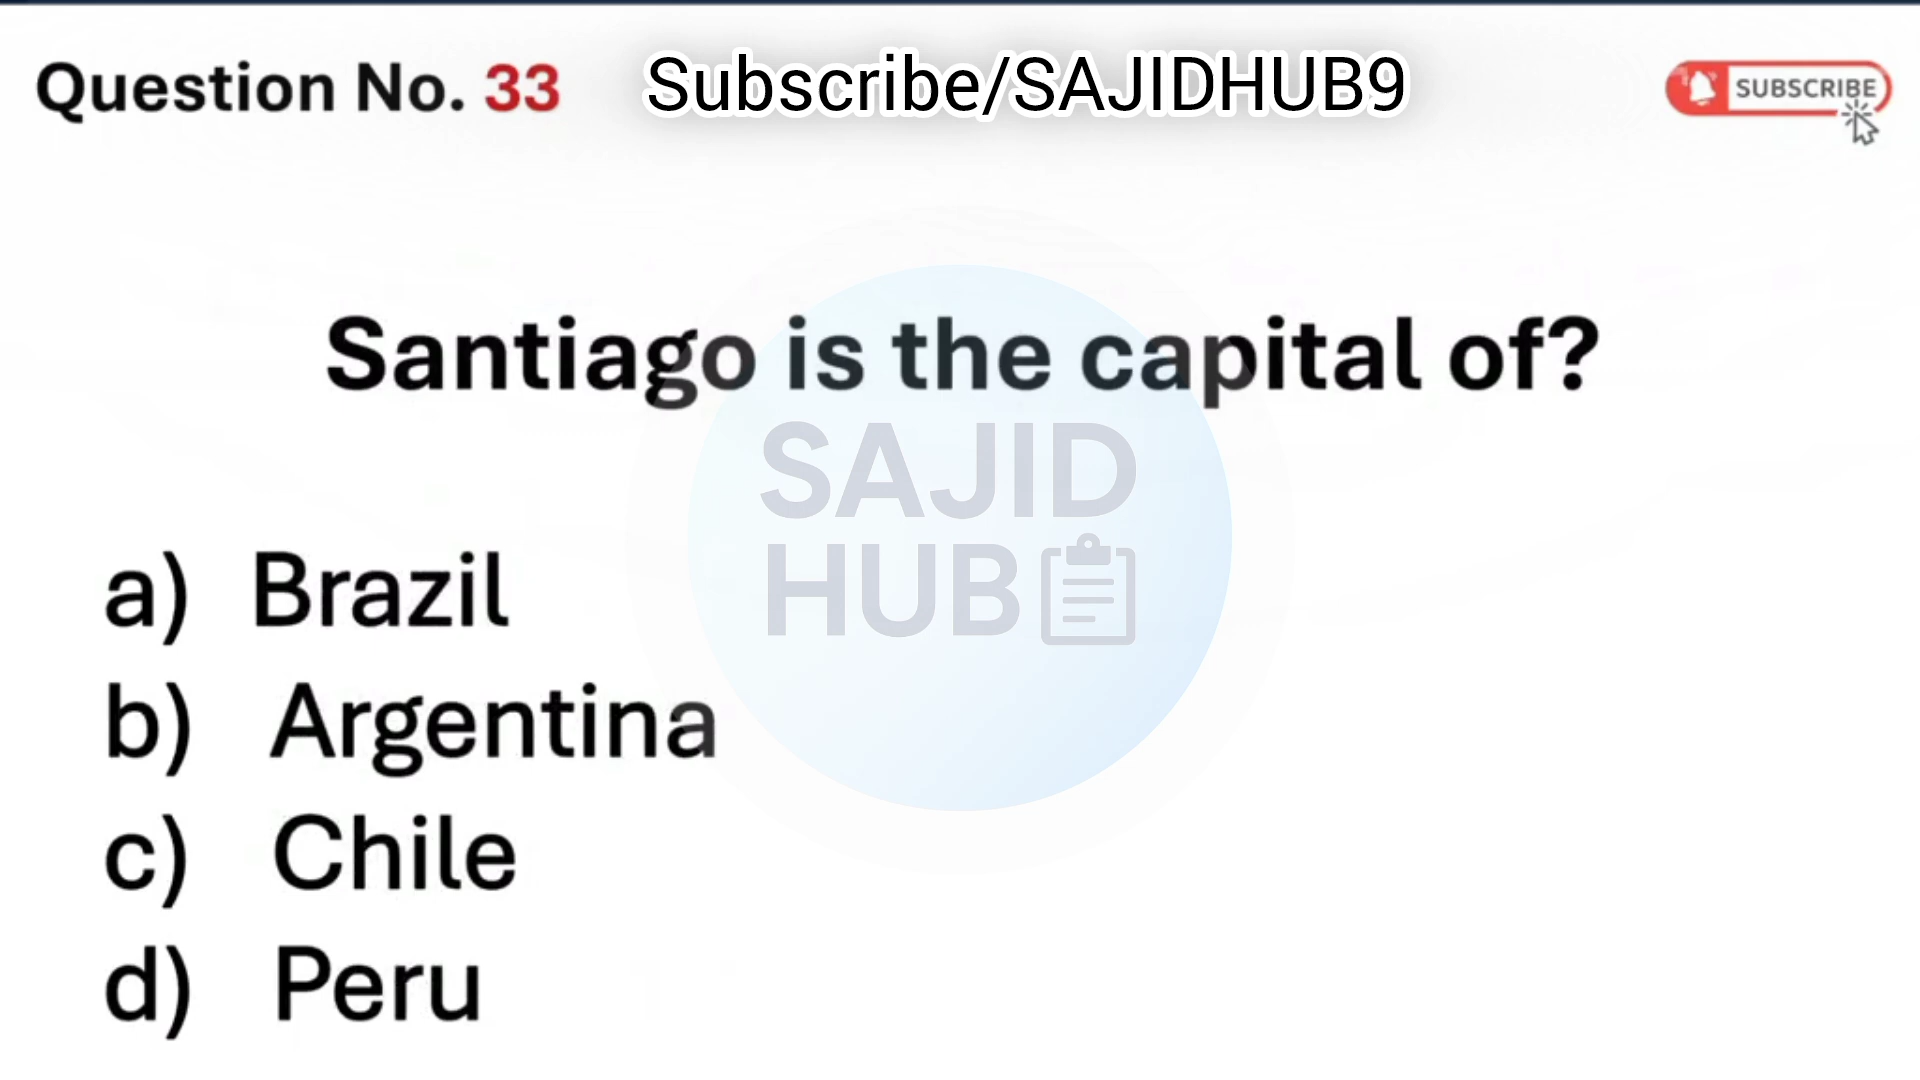 Question No. 33 Subscribe/SAJIDHUB9 SUBSCRIBE
Santiago is the capital of?
SAJID
HUB
a) Brazil
b) Argentina
c) Chile
d) Peru